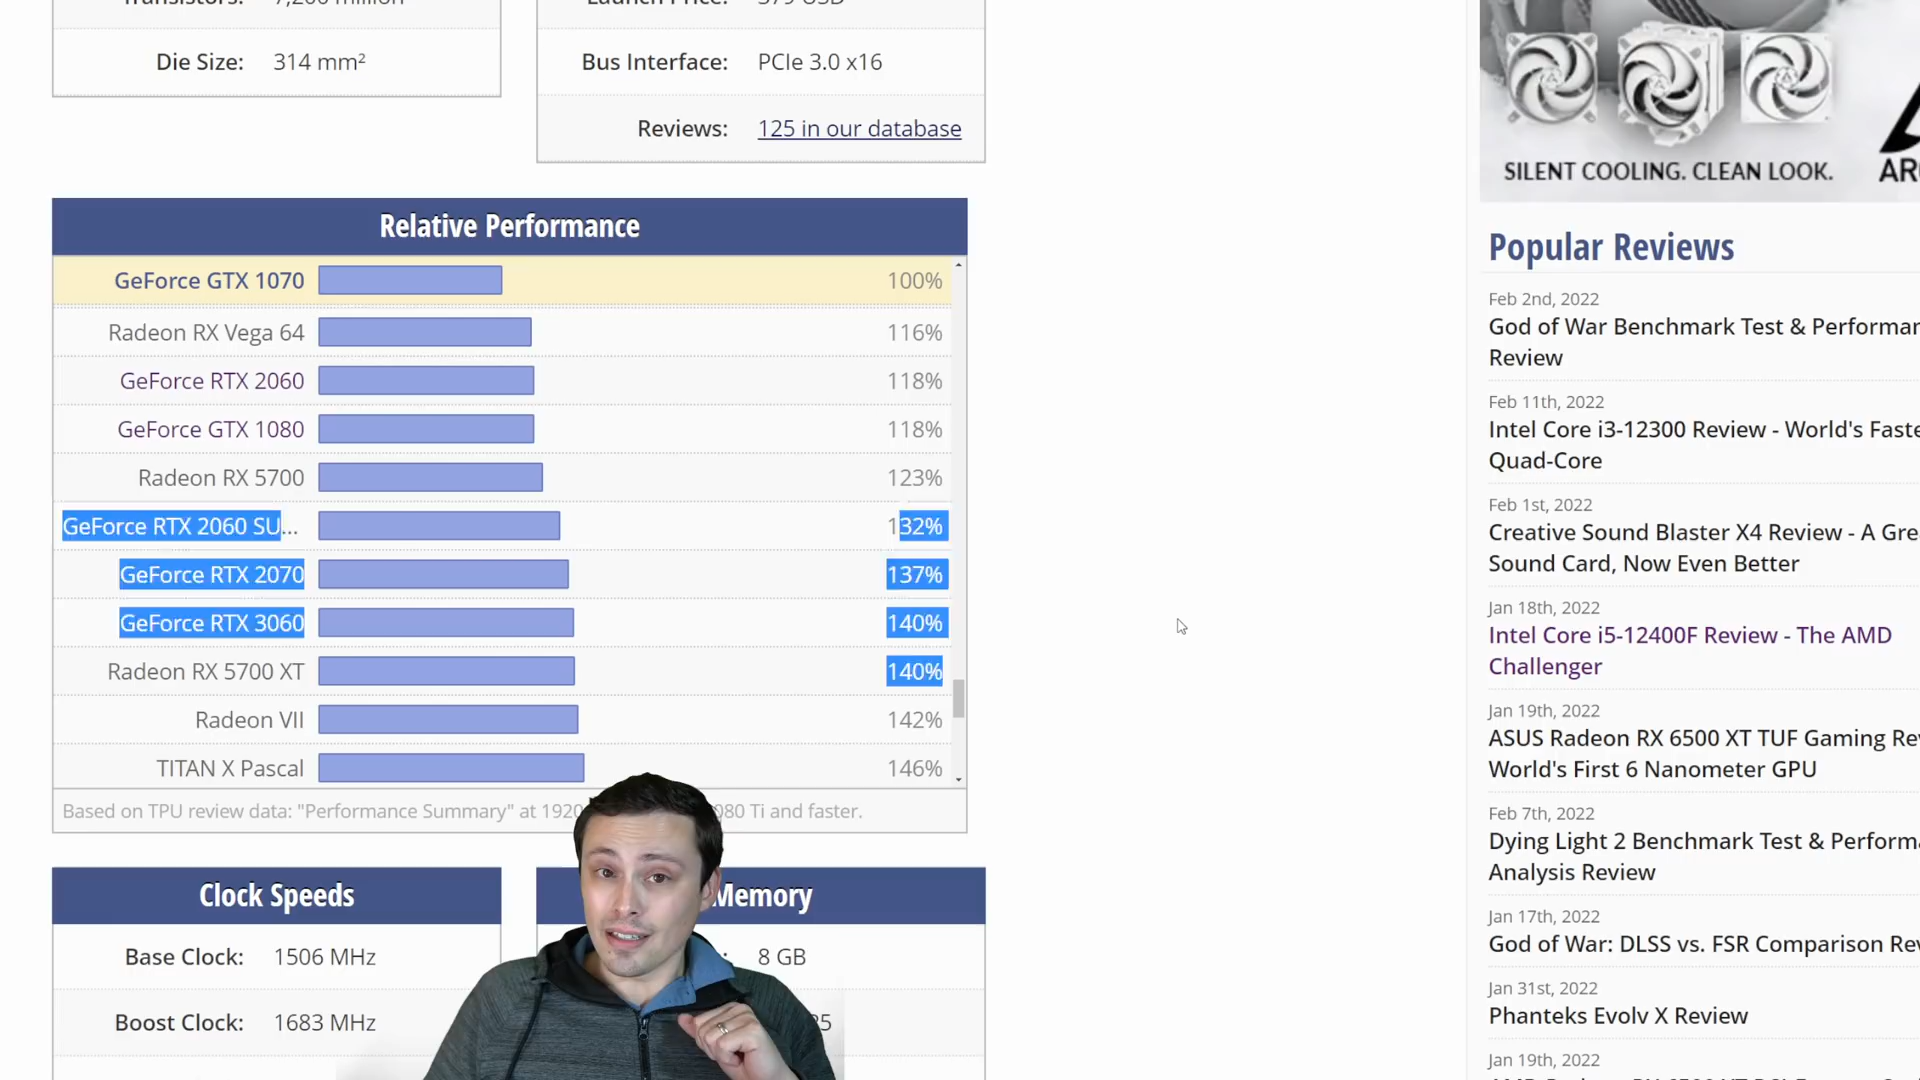 Die Size: 314 mm²
Bus Interface: PCIe 3.0 x16
Reviews: 125 in our database
SILENT COOLING. CLEAN LOOK.
Relative Performance
GeForce GTX 1070 100%
Radeon RX Vega 64 116%
GeForce RTX 2060 118%
GeForce GTX 1080 118%
Radeon RX 5700 123%
GeForce RTX 2060 SU... 132%
GeForce RTX 2070 137%
GeForce RTX 3060 140%
Radeon RX 5700 XT 140%
Radeon VII 142%
TITAN X Pascal 146%
Based on TPU review data: "Performance Summary" at 1920 080 Ti and faster.
Clock Speeds
Base Clock: 1506 MHz
Boost Clock: 1683 MHz
Memory
8 GB
Popular Reviews
Feb 2nd, 2022
God of War Benchmark Test &
Review
Feb 11th, 2022
Intel Core i3-12300 Review - World's
Quad-Core
Feb 1st, 2022
Creative Sound Blaster X4 Review - A
Sound Card, Now Even Better
Jan 18th, 2022
Intel Core i5-12400F Review - The AMD
Challenger
Jan 19th, 2022
ASUS Radeon RX 6500 XT TUF Gaming
World's First 6 Nanometer GPU
Feb 7th, 2022
Dying Light 2 Benchmark Test &
Analysis Review
Jan 17th, 2022
God of War: DLSS vs. FSR Comparison
Jan 31st, 2022
Phanteks Evolv X Review
Jan 19th, 2022